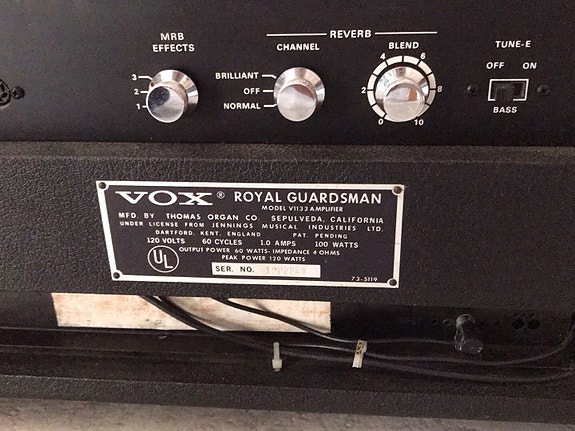 REVERB
MRB EFFECTS
CHANNEL
BLEND
TUNE-E
3
2
1
BRILLIANT
OFF
NORMAL
0 2 4 6 8 10
OFF ON
BASS
VOX® ROYAL GUARDSMAN
MODEL V1133 AMPLIFIER
MFD. BY THOMAS ORGAN CO. SEPULVEDA, CALIFORNIA
UNDER LICENSE FROM JENNINGS MUSICAL INDUSTRIES LTD.
DARTFORD, KENT, ENGLAND PAT. PENDING
120 VOLTS 60 CYCLES 1.0 AMPS 100 WATTS
OUTPUT POWER 60 WATTS-IMPEDANCE 4 OHMS
PEAK POWER 120 WATTS
UL
SER. NO.
73-5119